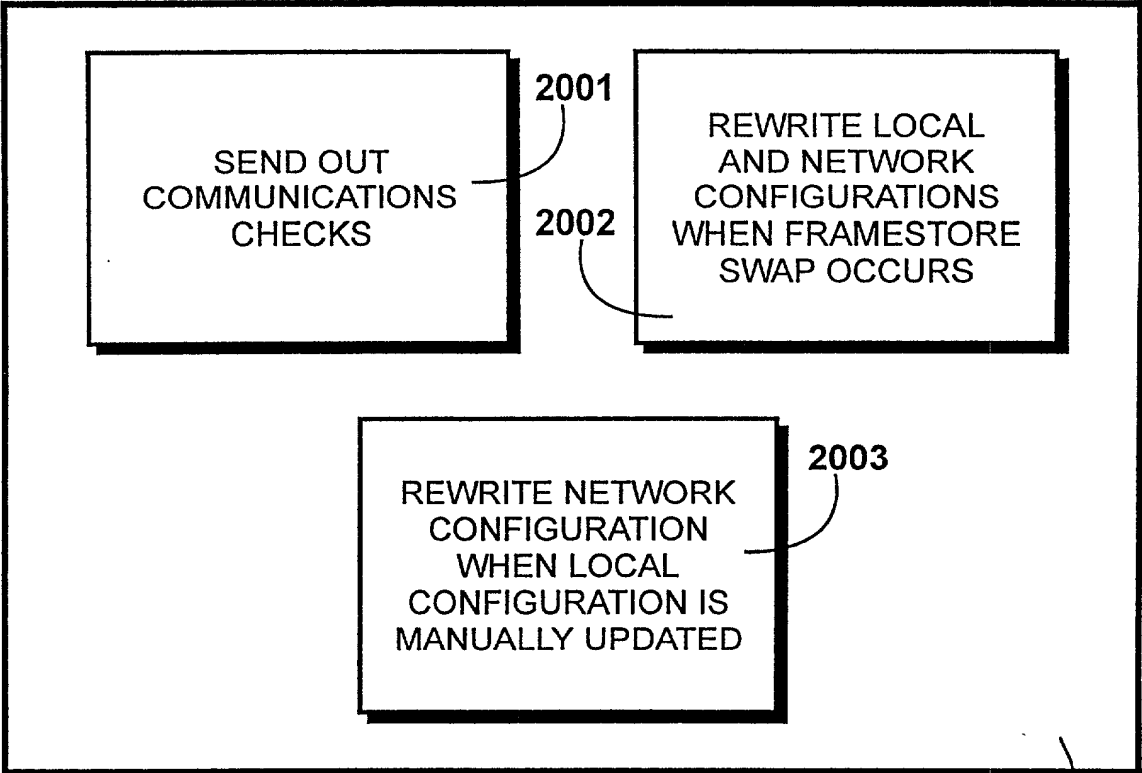 2001
SEND OUT
COMMUNICATIONS
CHECKS
2002
REWRITE LOCAL
AND NETWORK
CONFIGURATIONS
WHEN FRAMESTORE
SWAP OCCURS
2003
REWRITE NETWORK
CONFIGURATION
WHEN LOCAL
CONFIGURATION IS
MANUALLY UPDATED